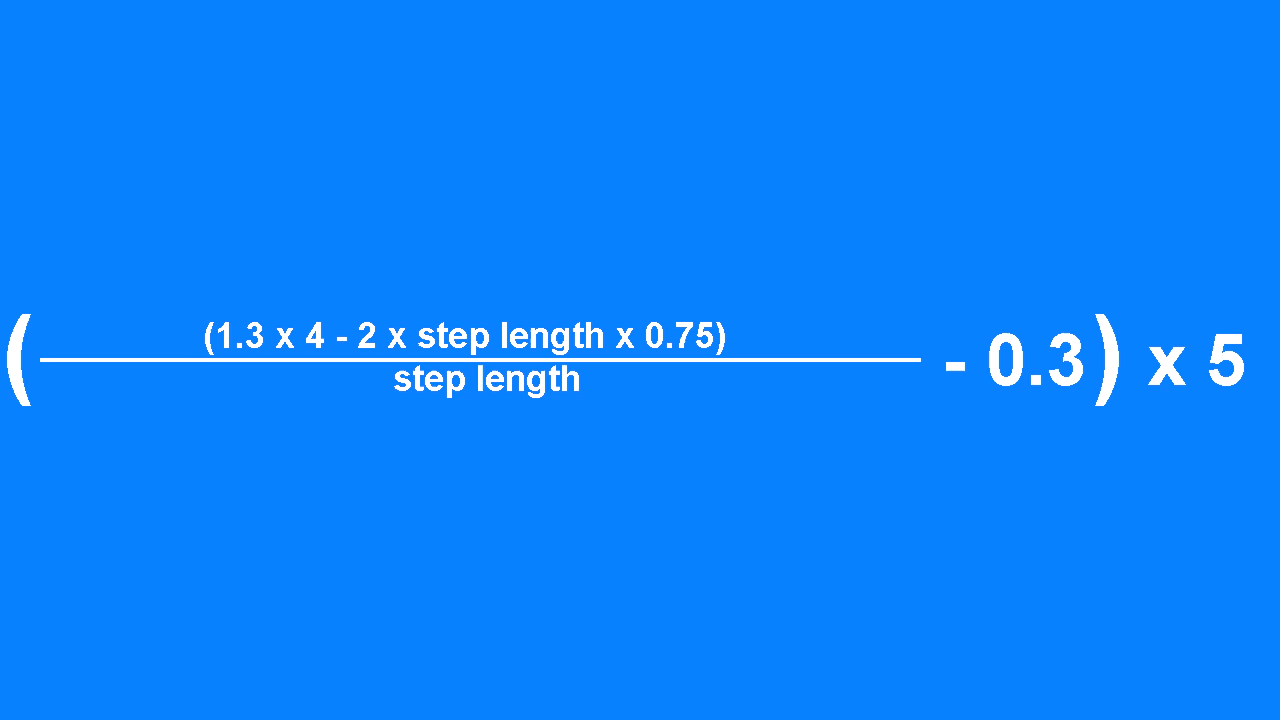 (
(1.3 x 4 - 2 x step length x 0.75)
step length
- 0.3) x 5